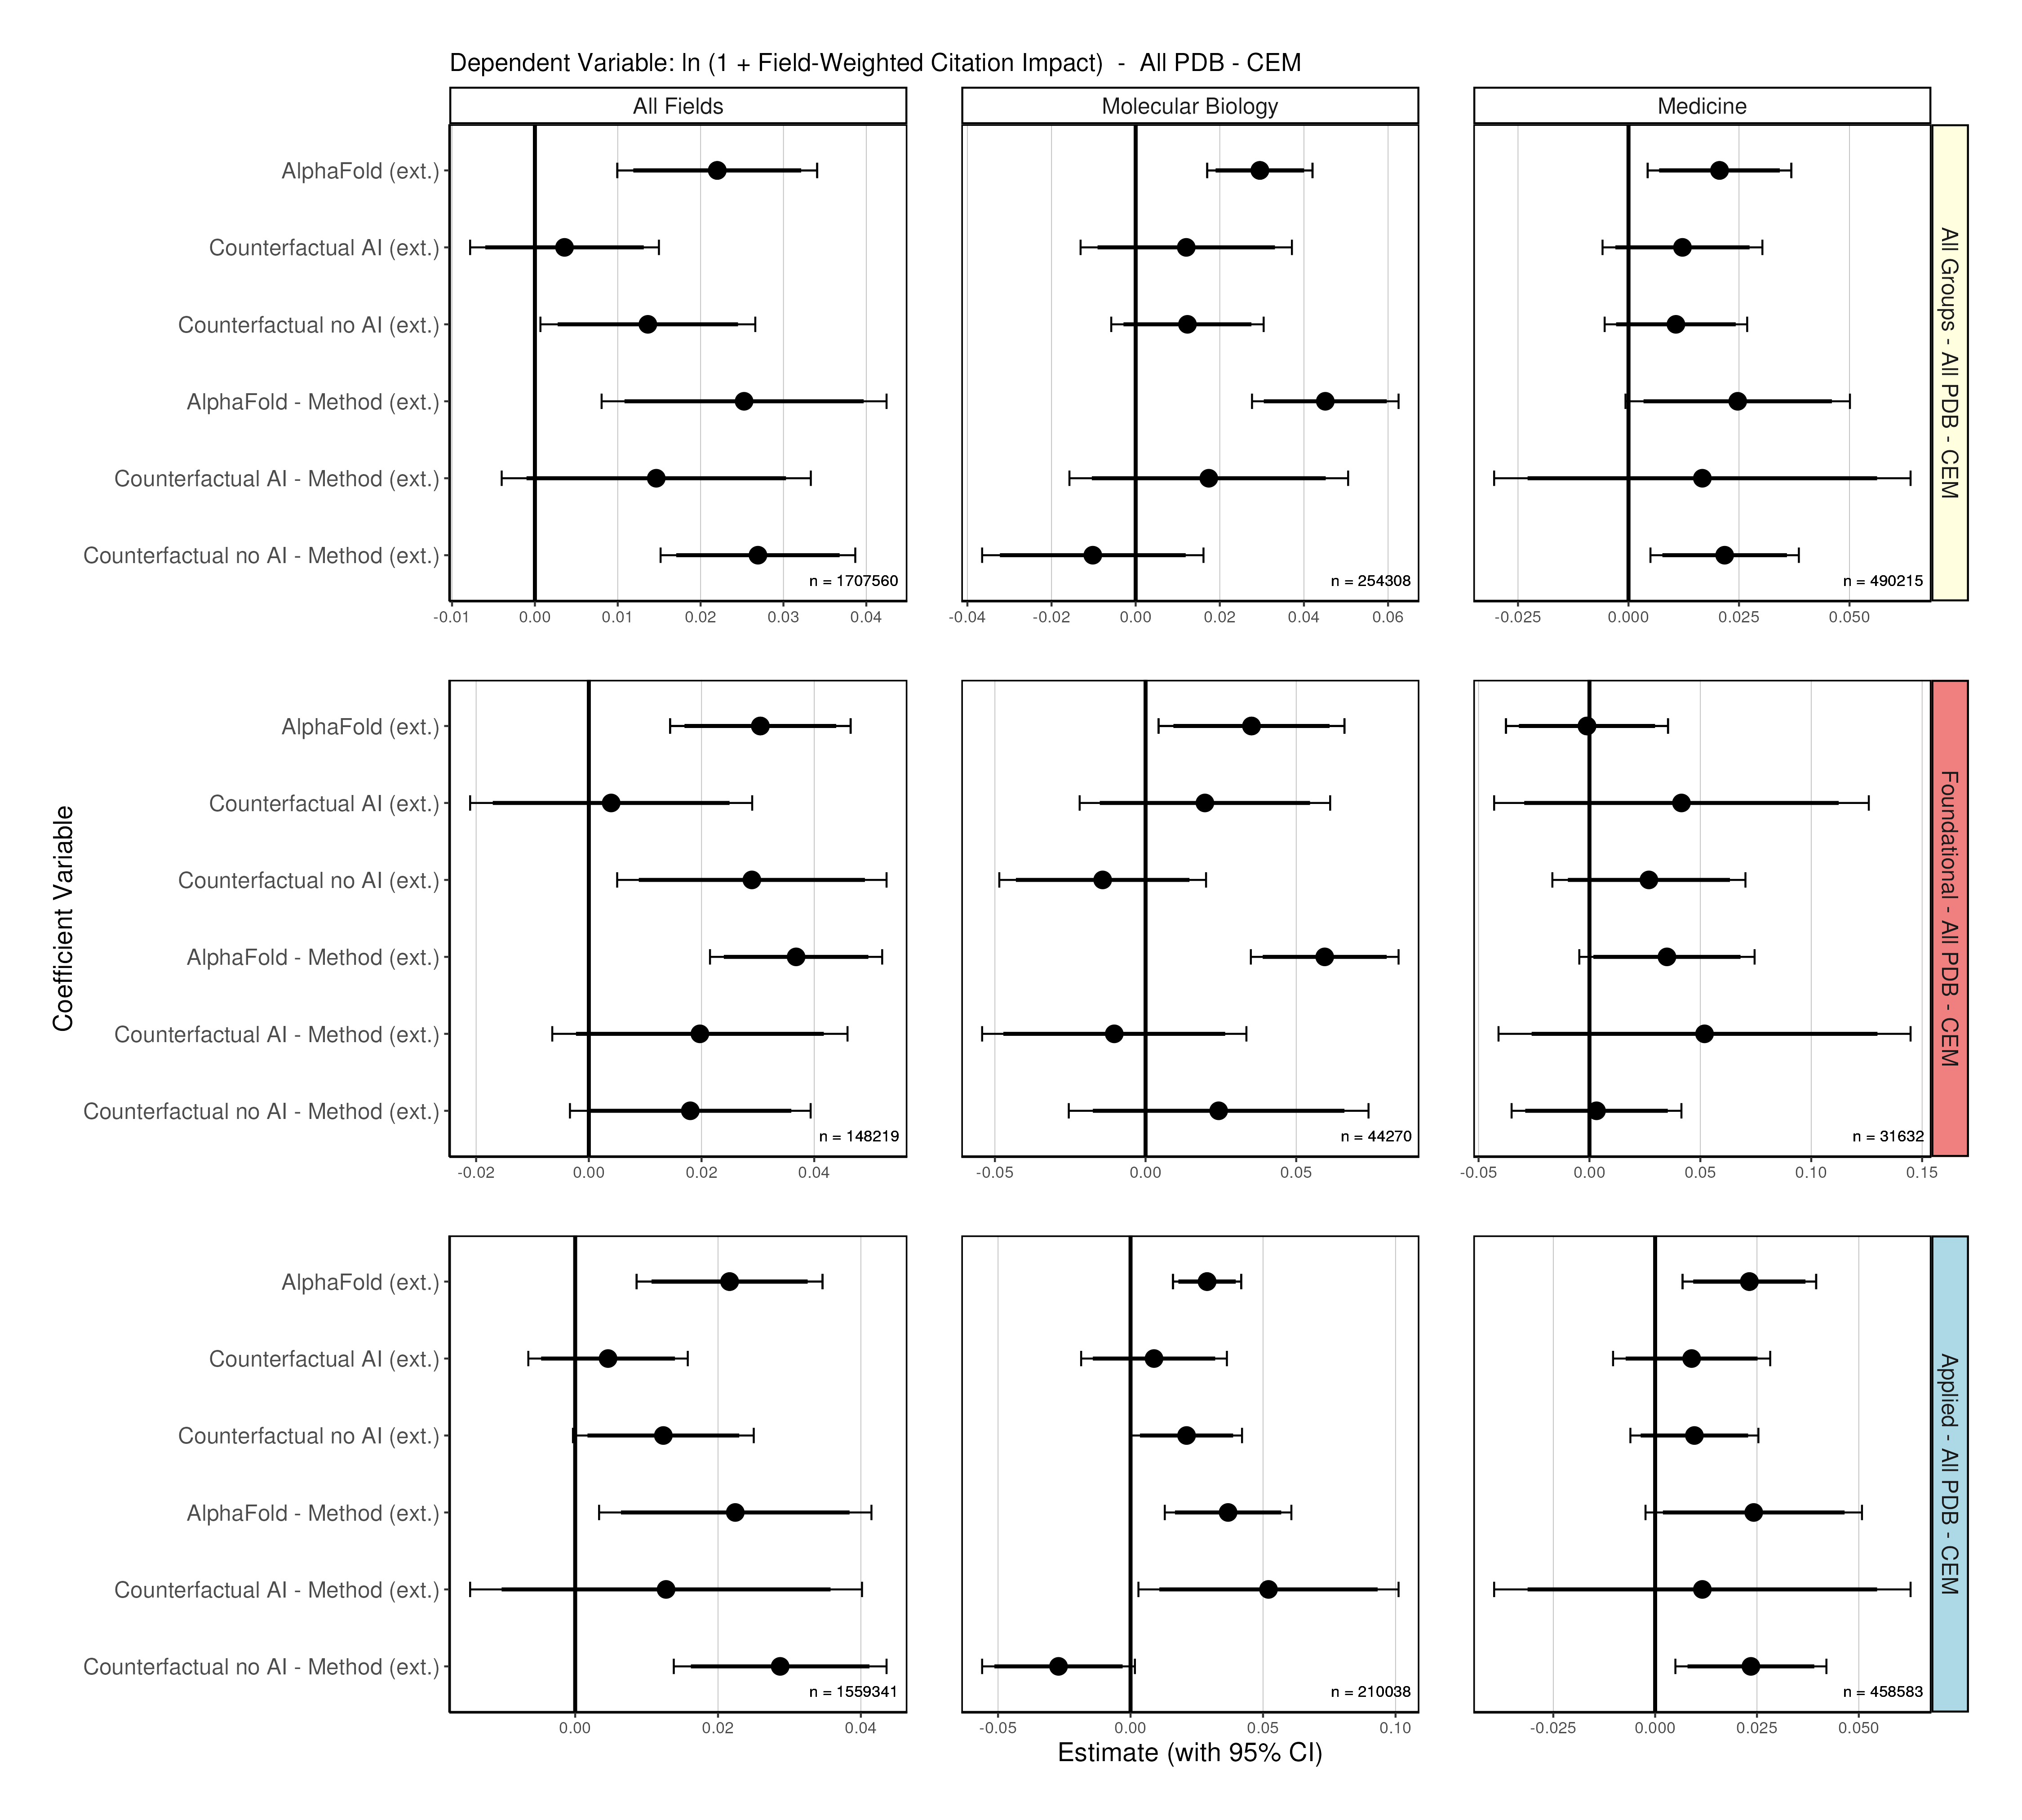 Dependent Variable: ln (1 + Field-Weighted Citation Impact)  -  All PDB - CEM
All Fields
Molecular Biology
Medicine
AlphaFold (ext.)
Counterfactual AI (ext.)
Counterfactual no AI (ext.)
AlphaFold - Method (ext.)
Counterfactual AI - Method (ext.)
Counterfactual no AI - Method (ext.)
n = 1707560
n = 254308
n = 490215
-0.01 0.00 0.01 0.02 0.03 0.04
-0.04 -0.02 0.00 0.02 0.04 0.06
-0.025 0.000 0.025 0.050
All Groups - All PDB - CEM
Coefficient Variable
AlphaFold (ext.)
Counterfactual AI (ext.)
Counterfactual no AI (ext.)
AlphaFold - Method (ext.)
Counterfactual AI - Method (ext.)
Counterfactual no AI - Method (ext.)
n = 148219
n = 44270
n = 31632
-0.02 0.00 0.02 0.04
-0.05 0.00 0.05
-0.05 0.00 0.05 0.10 0.15
Foundational - All PDB - CEM
AlphaFold (ext.)
Counterfactual AI (ext.)
Counterfactual no AI (ext.)
AlphaFold - Method (ext.)
Counterfactual AI - Method (ext.)
Counterfactual no AI - Method (ext.)
n = 1559341
n = 210038
n = 458583
0.00 0.02 0.04
-0.05 0.00 0.05 0.10
-0.025 0.000 0.025 0.050
Applied - All PDB - CEM
Estimate (with 95% CI)